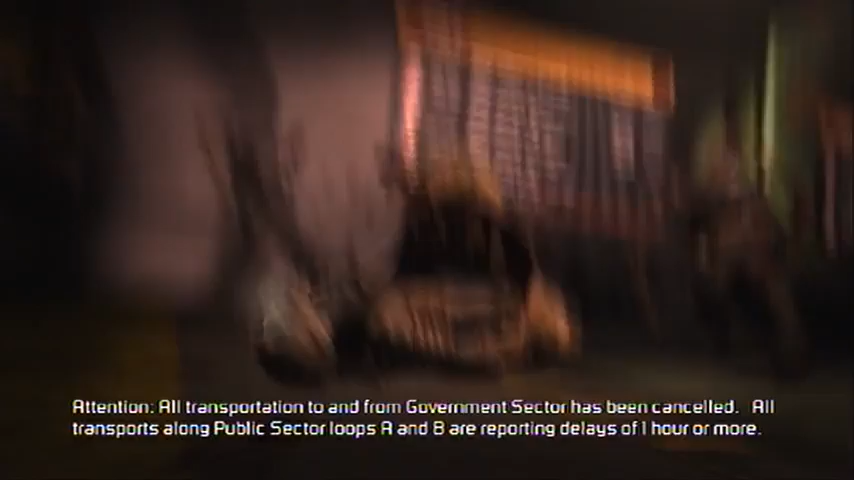 Attention: All transportation to and from Government Sector has been cancelled. All
transports along Public Sector loops A and B are reporting delays of 1 hour or more.